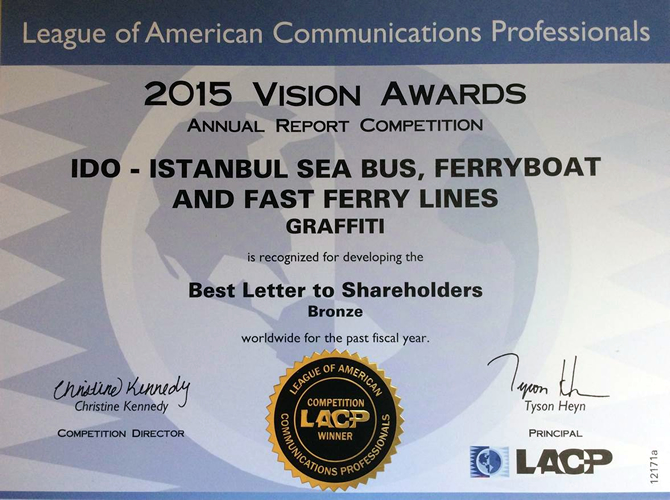 League of American Communications Professionals
2015 VISION AWARDS
ANNUAL REPORT COMPETITION
IDO - ISTANBUL SEA BUS, FERRYBOAT
AND FAST FERRY LINES
GRAFFITI
is recognized for developing the
Best Letter to Shareholders
Bronze
worldwide for the past fiscal year.
Christine Kennedy
Christine Kennedy
COMPETITION DIRECTOR
LEAGUE OF AMERICAN
COMPETITION
LACP
WINNER
COMMUNICATIONS PROFESSIONALS
Tyson Heyn
PRINCIPAL
LACP
12171a